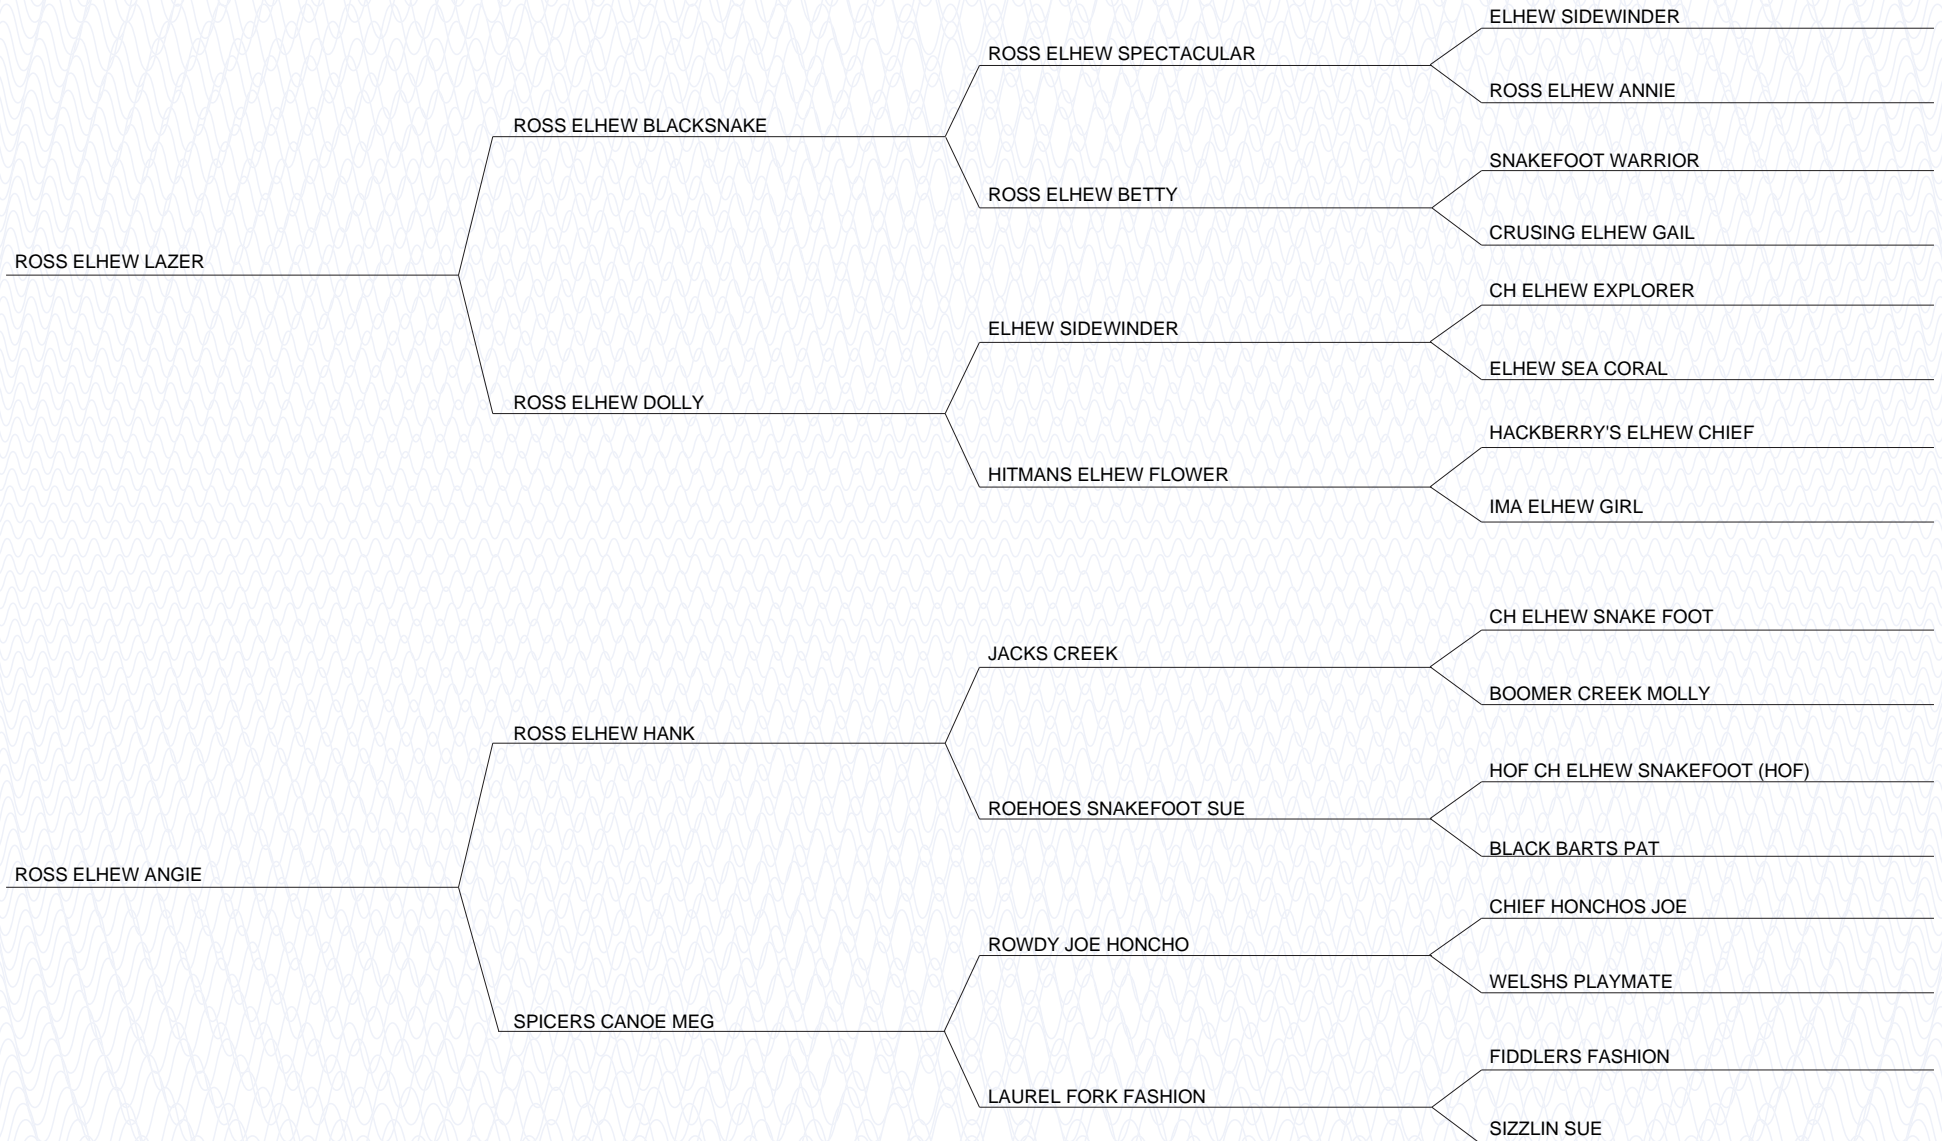 ELHEW SIDEWINDER
ROSS ELHEW SPECTACULAR
ROSS ELHEW ANNIE
ROSS ELHEW BLACKSNAKE
SNAKEFOOT WARRIOR
ROSS ELHEW BETTY
CRUSING ELHEW GAIL
ROSS ELHEW LAZER
CH ELHEW EXPLORER
ELHEW SIDEWINDER
ELHEW SEA CORAL
ROSS ELHEW DOLLY
HACKBERRY'S ELHEW CHIEF
HITMANS ELHEW FLOWER
IMA ELHEW GIRL
CH ELHEW SNAKE FOOT
JACKS CREEK
BOOMER CREEK MOLLY
ROSS ELHEW HANK
HOF CH ELHEW SNAKEFOOT (HOF)
ROEHOES SNAKEFOOT SUE
BLACK BARTS PAT
ROSS ELHEW ANGIE
CHIEF HONCHOS JOE
ROWDY JOE HONCHO
WELSHS PLAYMATE
SPICERS CANOE MEG
FIDDLERS FASHION
LAUREL FORK FASHION
SIZZLIN SUE